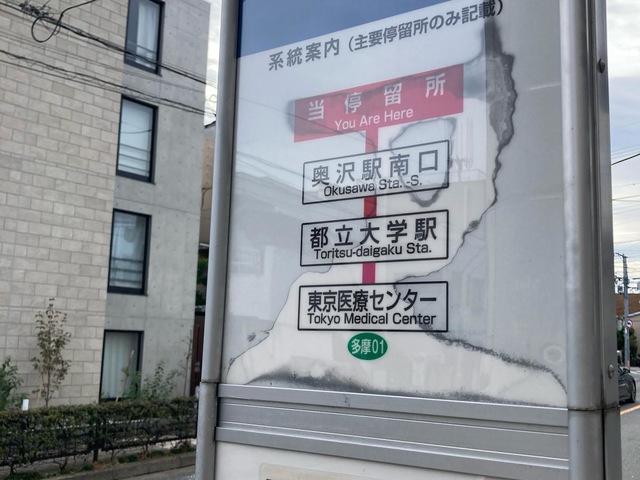 系統案内（主要停留所のみ記載）
当停留所
You Are Here
奥沢駅南口
Okusawa Sta. -S.
都立大学駅
Toritsu-daigaku Sta.
東京医療センター
Tokyo Medical Center
多摩01